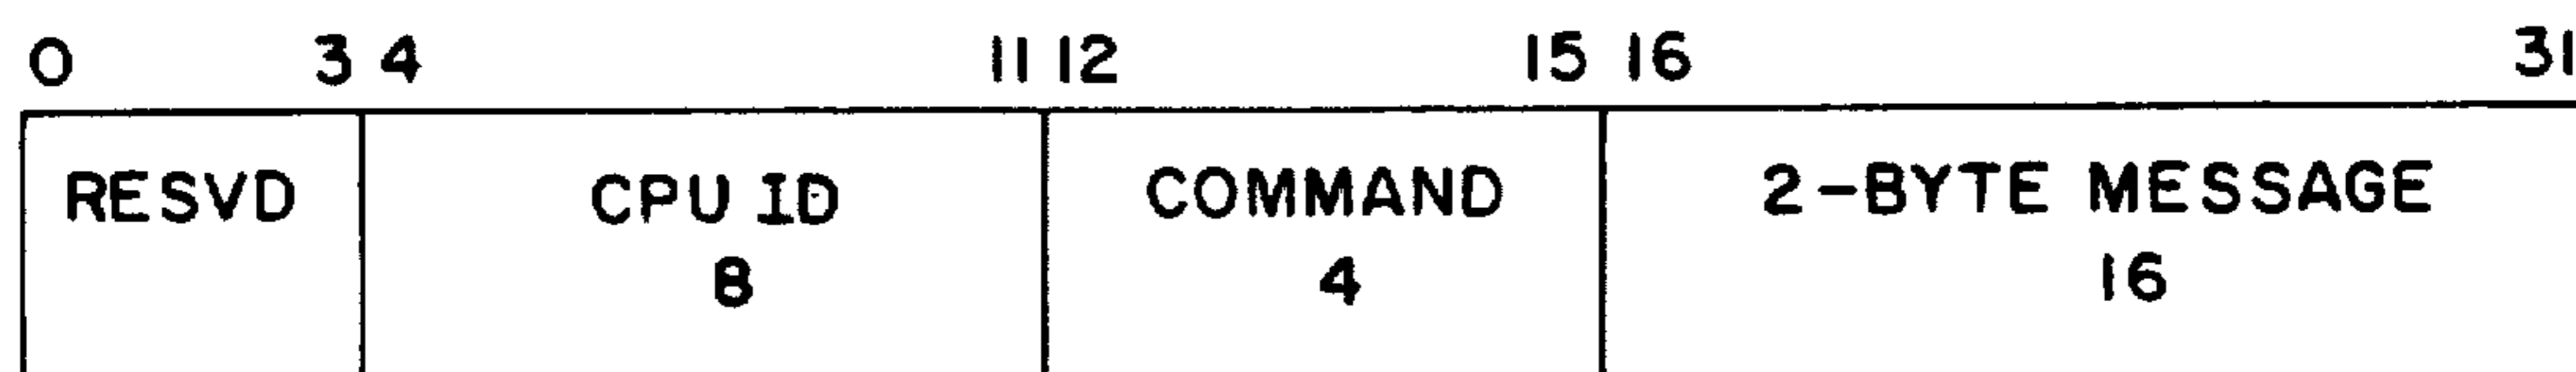 0 3 4 11 12 15 16 31
RESVD CPU ID COMMAND 2-BYTE MESSAGE
8 4 16